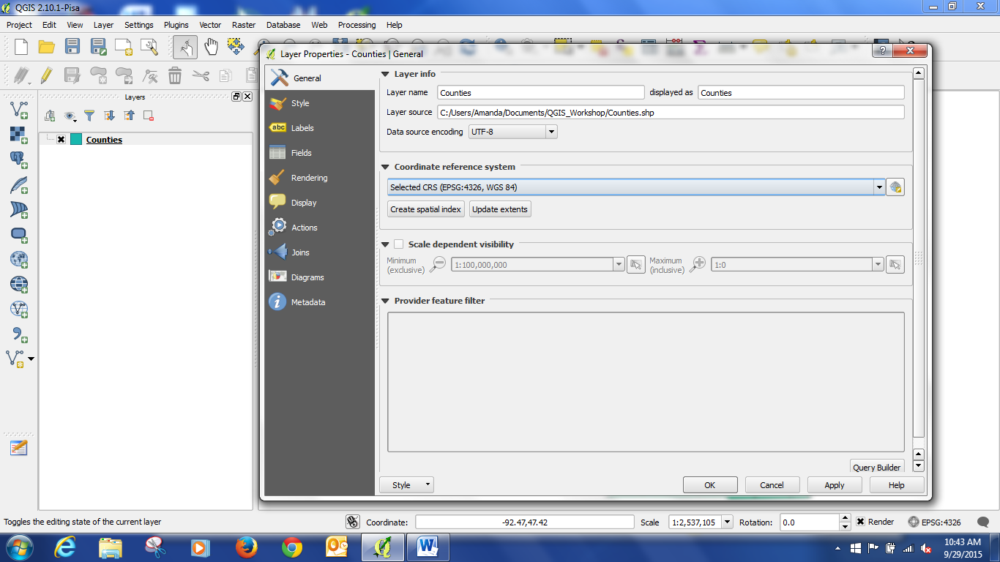 QGIS 2.10.1-Pisa
Project Edit View Layer Settings Plugins Vector Raster Database Web Processing Help
Layer Properties - Counties | General
Layers
Counties
General
Style
abc Labels
Fields
Rendering
Display
Actions
Joins
Diagrams
Metadata
Layer info
Layer name Counties displayed as Counties
Layer source C:/Users/Amanda/Documents/QGIS_Workshop/Counties.shp
Data source encoding UTF-8
Coordinate reference system
Selected CRS (EPSG:4326, WGS 84)
Create spatial index Update extents
Scale dependent visibility
Minimum (exclusive) 1:100,000,000 Maximum (inclusive) 1:0
Provider feature filter
Query Builder
Style OK Cancel Apply Help
Toggles the editing state of the current layer Coordinate: -92.47,47.42 Scale 1:2,537,105 Rotation: 0.0 Render EPSG:4326
10:43 AM
9/29/2015